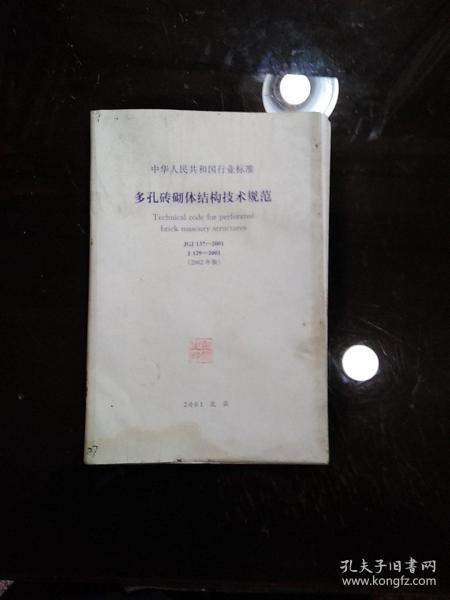 中华人民共和国行业标准
多孔砖砌体结构技术规范
Technical code for perforated
brick masonry structures
JGJ 137—2001
J 129—2001
(2002年版)
2001 北京
孔夫子旧书网
www.kongfz.com